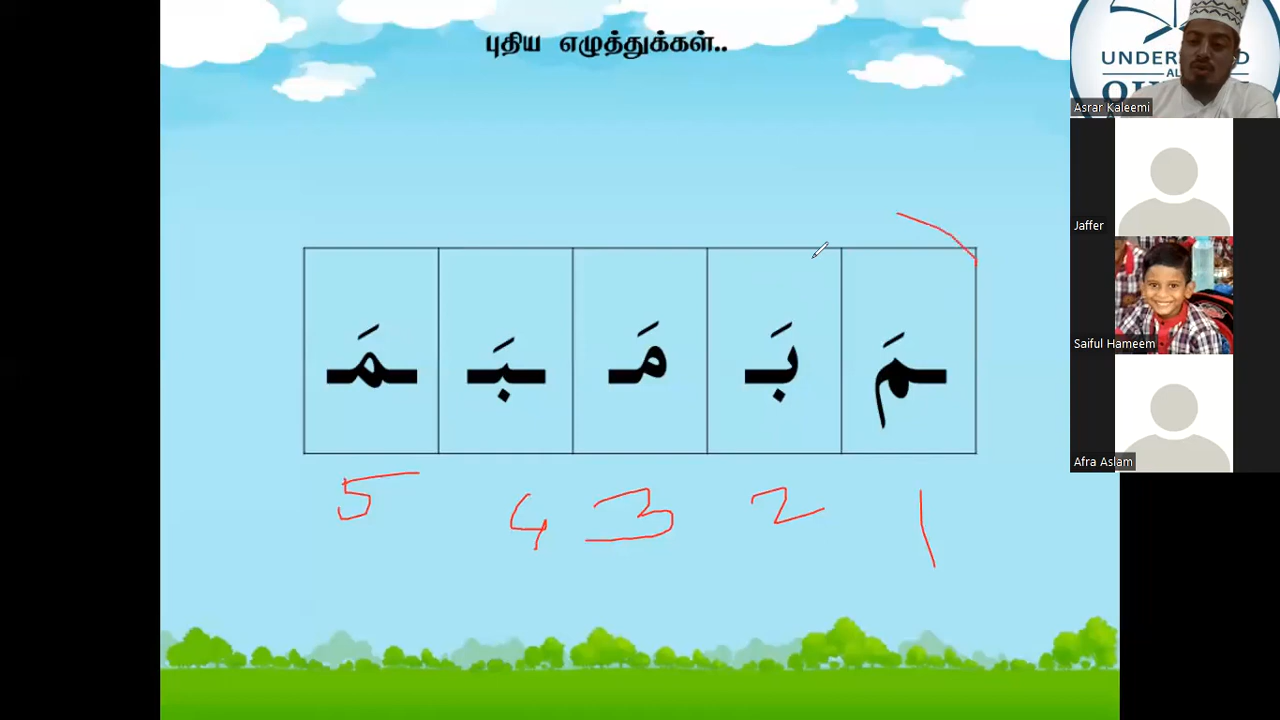 புதிய எழுத்துக்கள்..
ـمَ بَـ مَـ ـبَـ ـمَـ
1 2 3 4 5
Asrar Kaleemi
Jaffer
Saiful Hameem
Afra Aslam